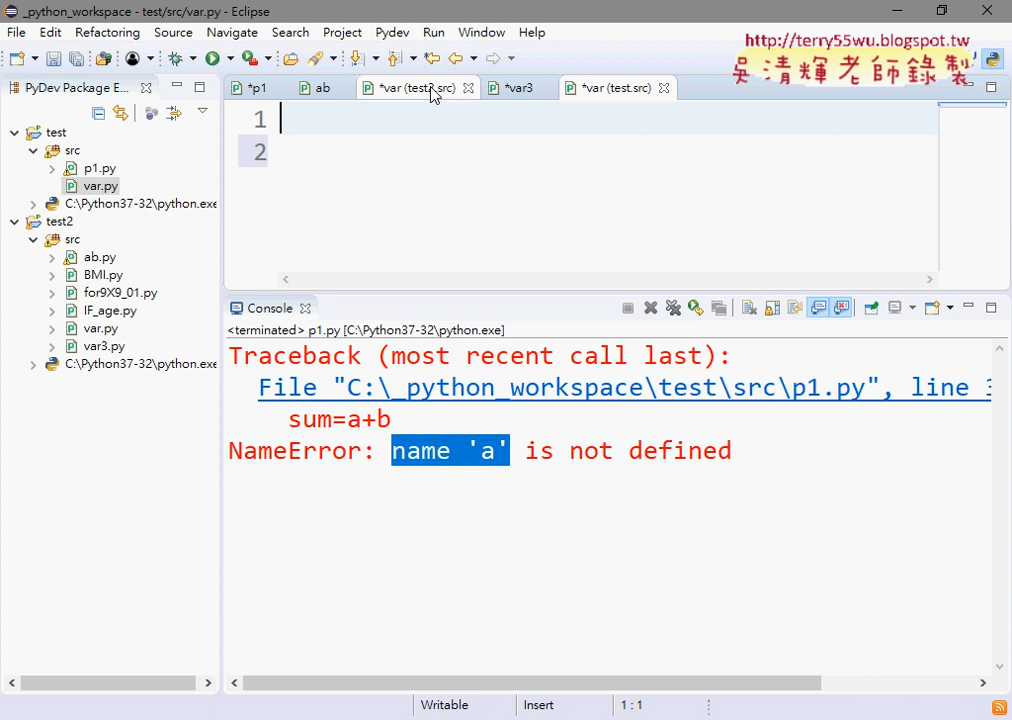 _python_workspace - test/src/var.py - Eclipse
File Edit Refactoring Source Navigate Search Project Pydev Run Window Help
http://terry55wu.blogspot.tw
吳清輝老師錄製
PyDev Package E...
*p1
ab
*var (test2.src)
*var3
*var (test.src)
1
2
test
src
p1.py
var.py
C:\Python37-32\python.exe
test2
src
ab.py
BMI.py
for9X9_01.py
IF_age.py
var.py
var3.py
C:\Python37-32\python.exe
Console
<terminated> p1.py [C:\Python37-32\python.exe]
Traceback (most recent call last):
File "C:\_python_workspace\test\src\p1.py", line 3
sum=a+b
NameError: name 'a' is not defined
Writable
Insert
1 : 1